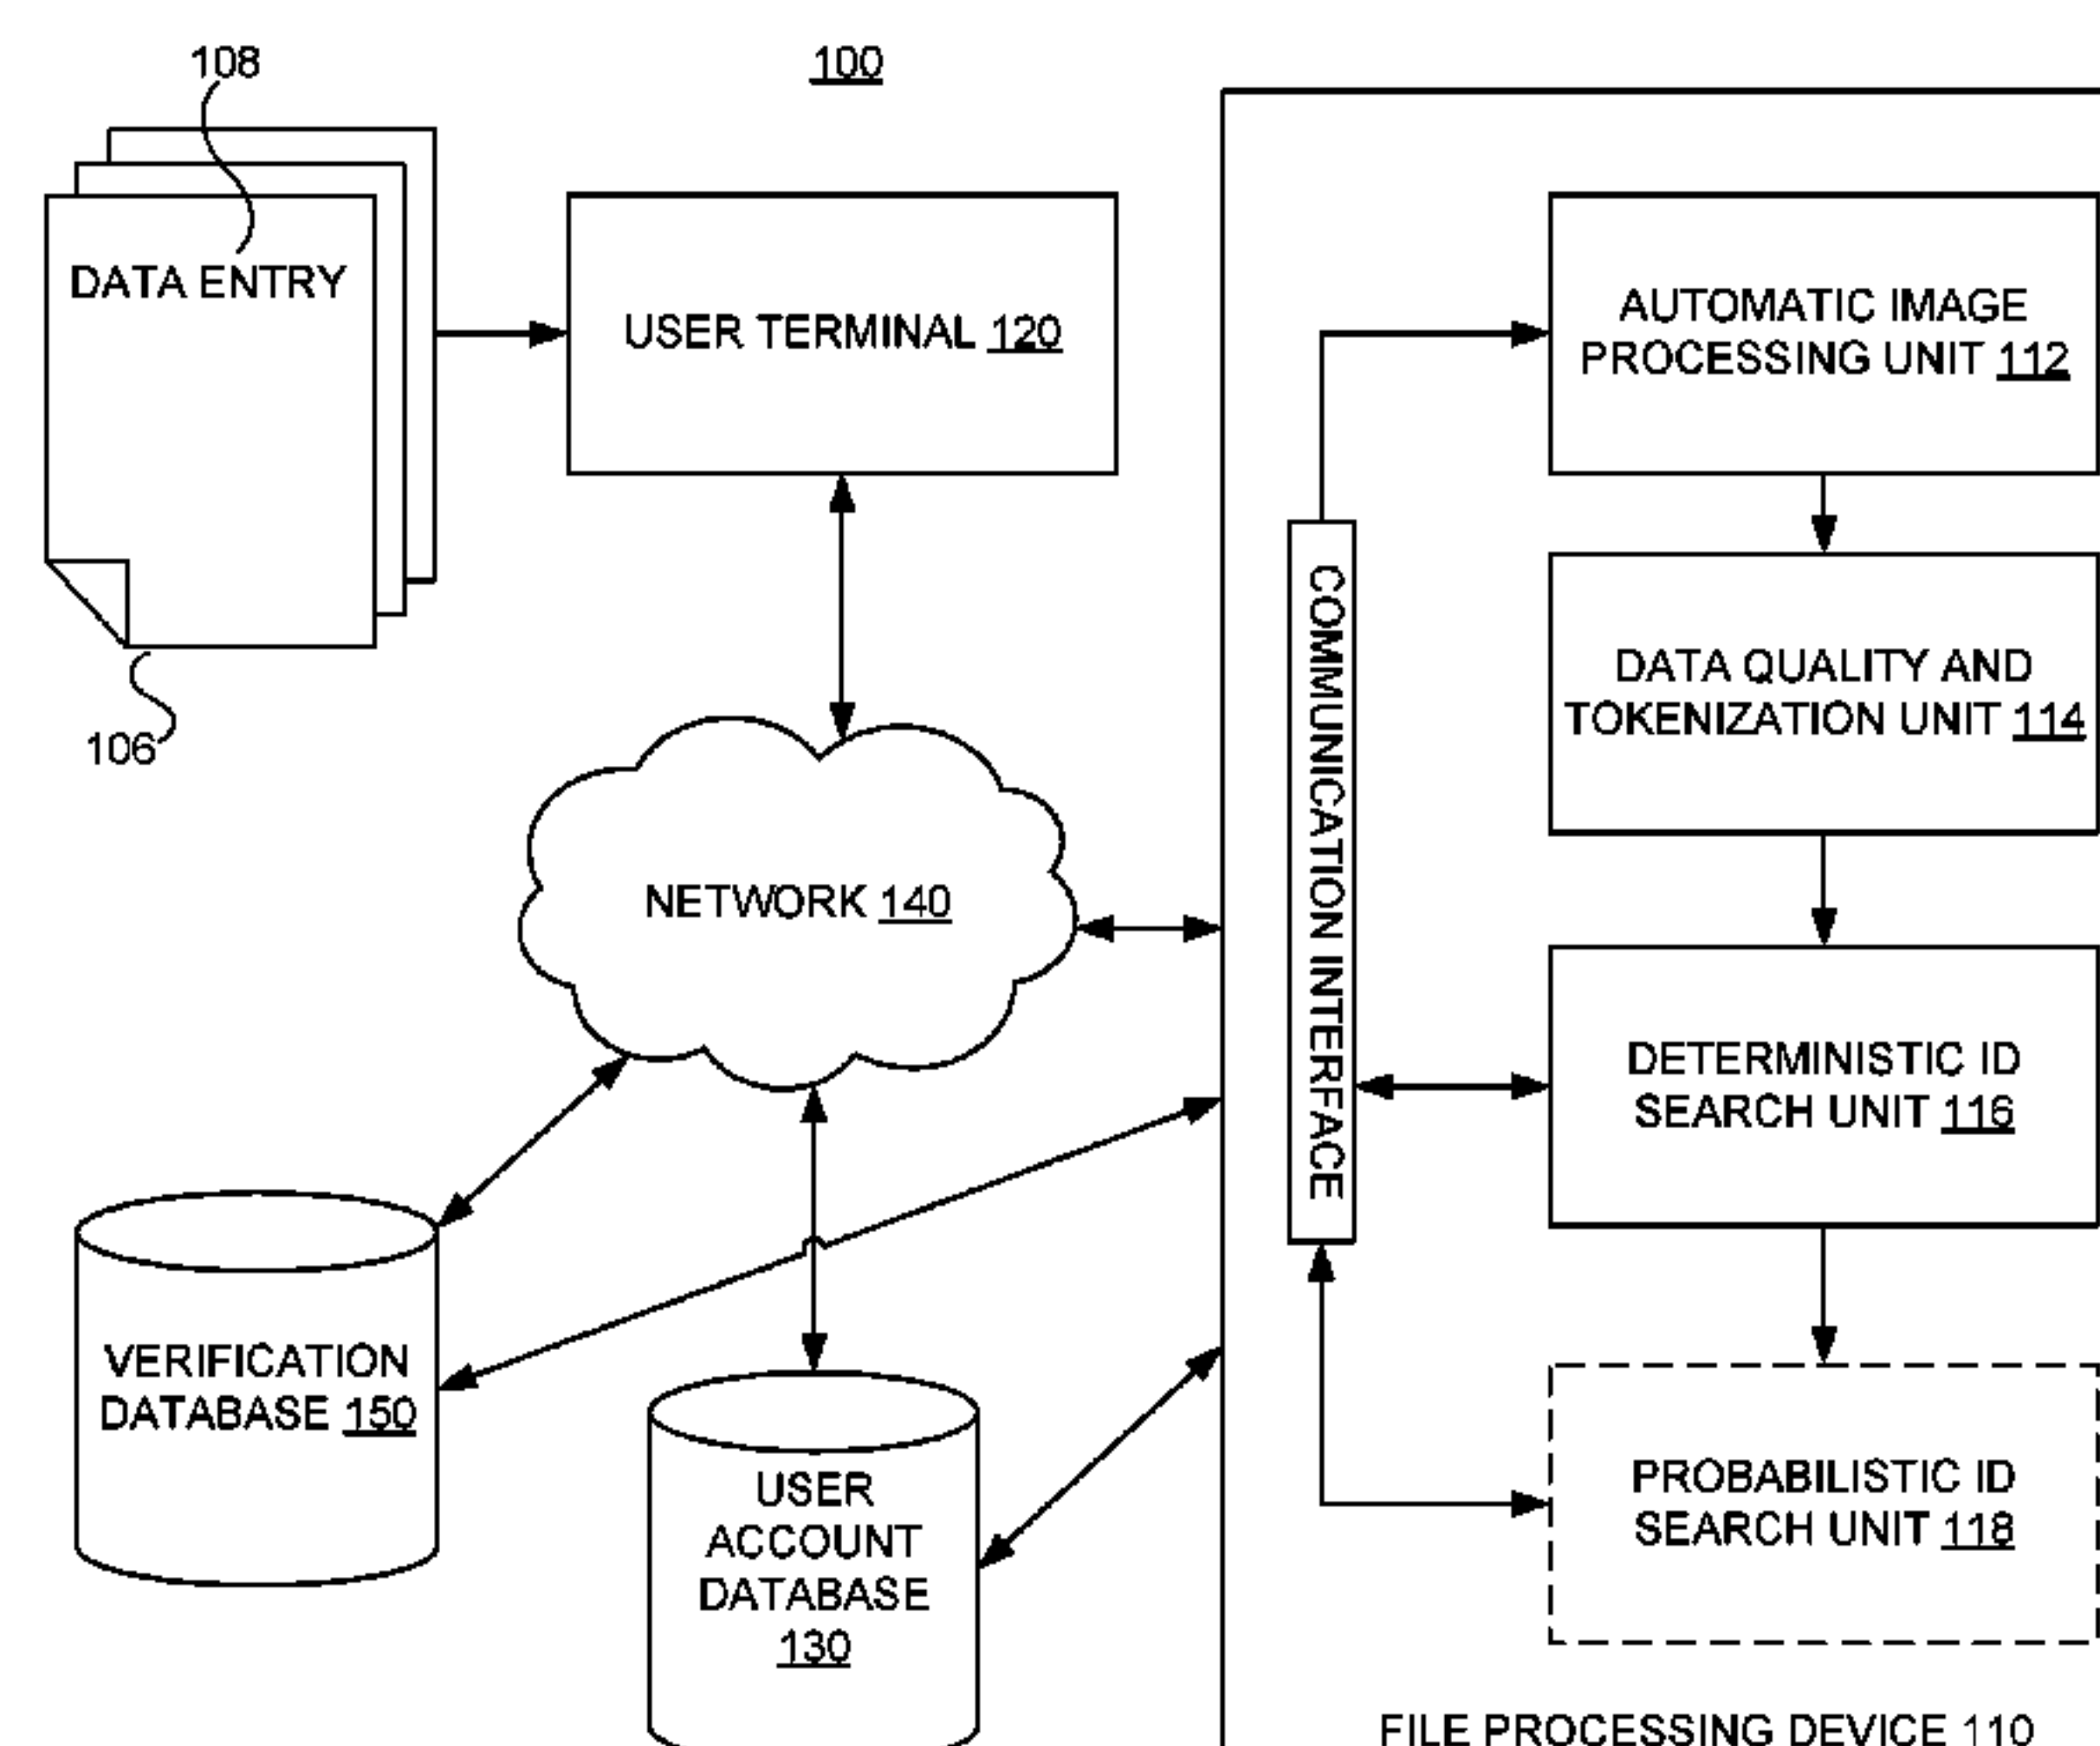 108
100
DATA ENTRY
106
USER TERMINAL 120
NETWORK 140
VERIFICATION
DATABASE 150
USER
ACCOUNT
DATABASE
130
COMMUNICATION INTERFACE
AUTOMATIC IMAGE
PROCESSING UNIT 112
DATA QUALITY AND
TOKENIZATION UNIT 114
DETERMINISTIC ID
SEARCH UNIT 116
PROBABILISTIC ID
SEARCH UNIT 118
FILE PROCESSING DEVICE 110